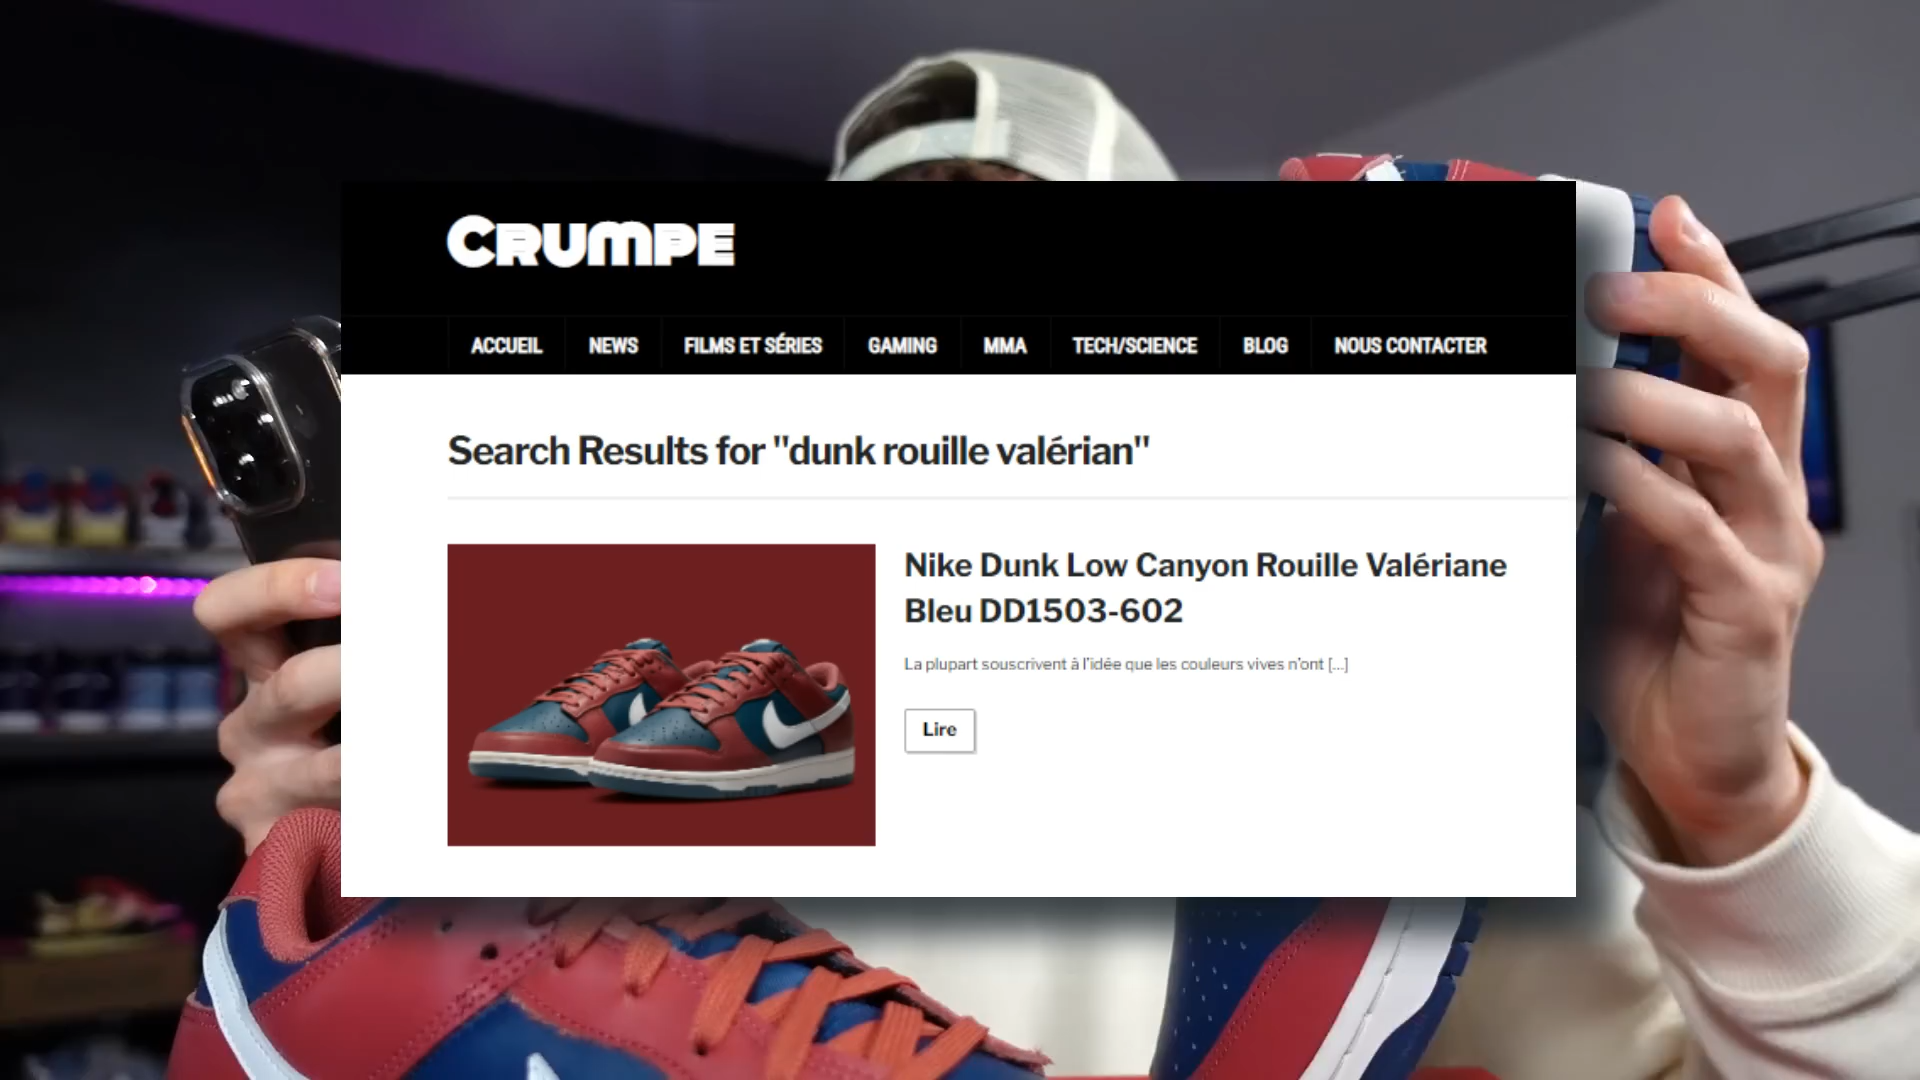 CRUMPE
ACCUEIL NEWS FILMS ET SÉRIES GAMING MMA TECH/SCIENCE BLOG NOUS CONTACTER
Search Results for "dunk rouille valérian"
Nike Dunk Low Canyon Rouille Valériane
Bleu DD1503-602
La plupart souscrivent à l'idée que les couleurs vives n'ont [...]
Lire